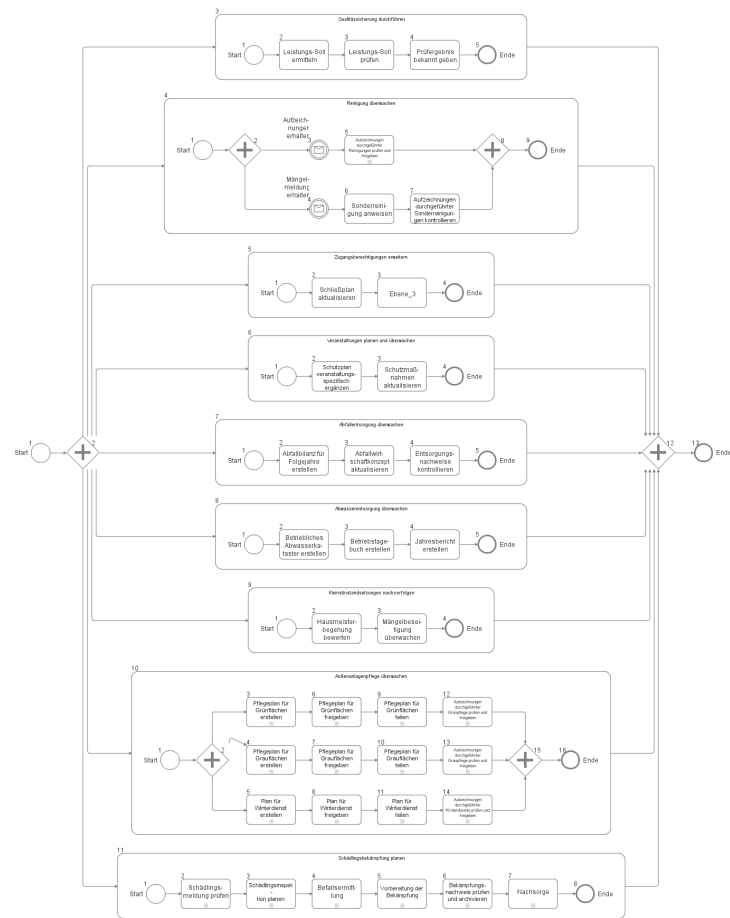 3
Qualitätssicherung durchführen
Start
1
2
Leistungs-Soll
ermitteln
3
Leistungs-Soll
prüfen
4
Prüfergebnis
bekannt geben
5
Ende
4
Reinigung überwachen
Start
1
2
Aufzeich-
nunger
erhalter
3
5
Aufzeichnungen
durchgeführter
Reinigungen prüfen und
freigeben
8
9
Ende
Mängel-
meldung
erhalter
4
6
Sonderreini-
gung anweisen
7
Aufzeichnungen
durchgeführter
Sonderreinigun-
gen kontrollieren
5
Zugangsberechtigungen erweitern
Start
1
2
Schließplan
aktualisieren
3
Ebene_3
4
Ende
6
Veranstaltungen planen und überwachen
Start
1
2
Schutzplan
veranstaltungs-
spezifisch
ergänzen
3
Schutzmaß-
nahmen
aktualisieren
4
Ende
7
Abfallentsorgung überwachen
Start
1
2
Abfallbilanz für
Folgejahre
erstellen
3
Abfallwirt-
schaftkonzept
aktualisieren
4
Entsorgungs-
nachweise
kontrollieren
5
Ende
Start
1
2
12
13
Ende
8
Abwasserentsorgung überwachen
Start
1
2
Betriebliches
Abwasserka-
taster erstellen
3
Betriebstage-
buch erstellen
4
Jahresbericht
erstellen
5
Ende
9
Kleinstinstandsetzungen nachverfolgen
Start
1
2
Hausmeister-
begehung
bewerten
3
Mängelbesei-
tigung
überwachen
4
Ende
10
Außenanlagenpflege überwachen
Start
1
2
3
Pflegeplan für
Grünflächen
erstellen
6
Pflegeplan für
Grünflächen
freigeben
9
Pflegeplan für
Grünflächen
teilen
12
Aufzeichnungen
durchgeführter
Grünpflege prüfen und
freigeben
4
Pflegeplan für
Grauflächen
erstellen
7
Pflegeplan für
Grauflächen
freigeben
10
Pflegeplan für
Grauflächen
teilen
13
Aufzeichnungen
durchgeführter
Graupflege prüfen und
freigeben
15
16
Ende
5
Plan für
Winterdienst
erstellen
8
Plan für
Winterdienst
freigeben
11
Plan für
Winterdienst
teilen
14
Aufzeichnungen
durchgeführter
Winterdienste prüfen und
freigeben
11
Schädlingsbekämpfung planen
Start
1
2
Schädlings-
meldung prüfen
3
Schädlingsinspek
-
tion planen
4
Befallsermitt-
lung
5
Vorbereitung der
Bekämpfung
6
Bekämpfungs-
nachweis prüfen
und archivieren
7
Nachsorge
8
Ende